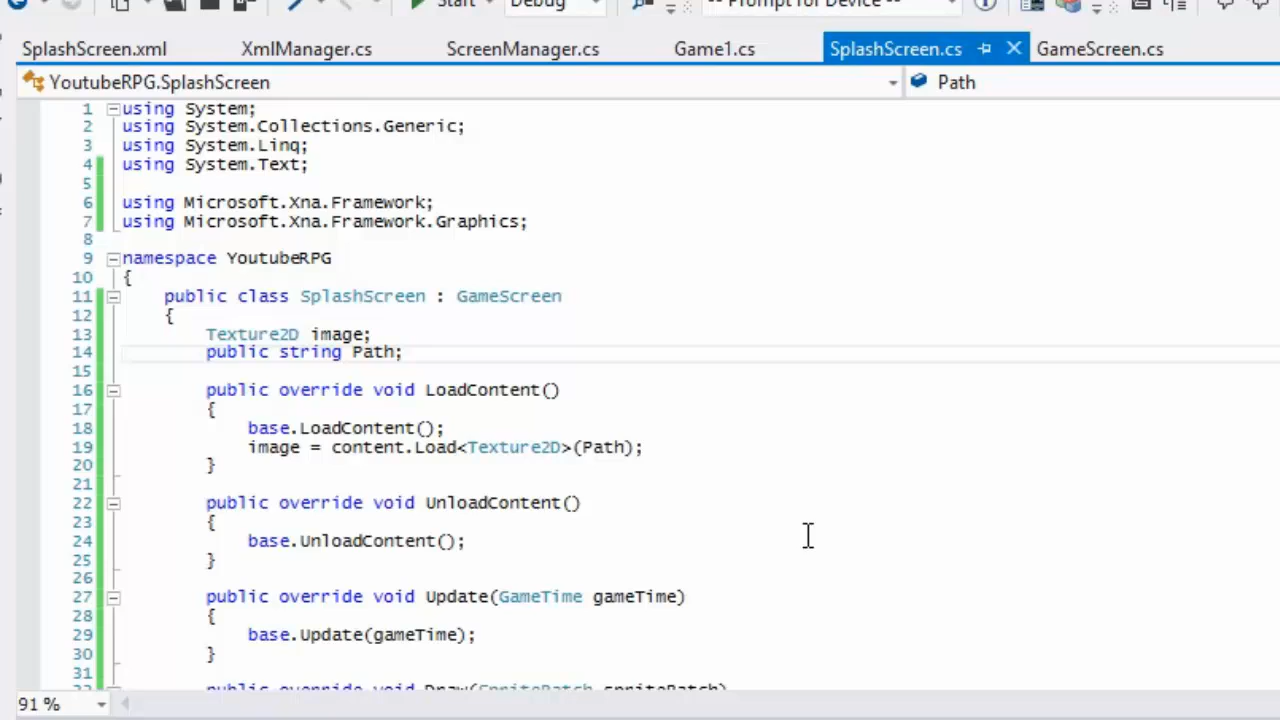 Start Debug -- Prompt for Device --
SplashScreen.xml XmlManager.cs ScreenManager.cs Game1.cs SplashScreen.cs GameScreen.cs
YoutubeRPG.SplashScreen Path
1 using System;
2 using System.Collections.Generic;
3 using System.Linq;
4 using System.Text;
5
6 using Microsoft.Xna.Framework;
7 using Microsoft.Xna.Framework.Graphics;
8
9 namespace YoutubeRPG
10 {
11 public class SplashScreen : GameScreen
12 {
13 Texture2D image;
14 public string Path;
15
16 public override void LoadContent()
17 {
18 base.LoadContent();
19 image = content.Load<Texture2D>(Path);
20 }
21
22 public override void UnloadContent()
23 {
24 base.UnloadContent();
25 }
26
27 public override void Update(GameTime gameTime)
28 {
29 base.Update(gameTime);
30 }
31
32 public override void Draw(SpriteBatch spriteBatch)
91 %